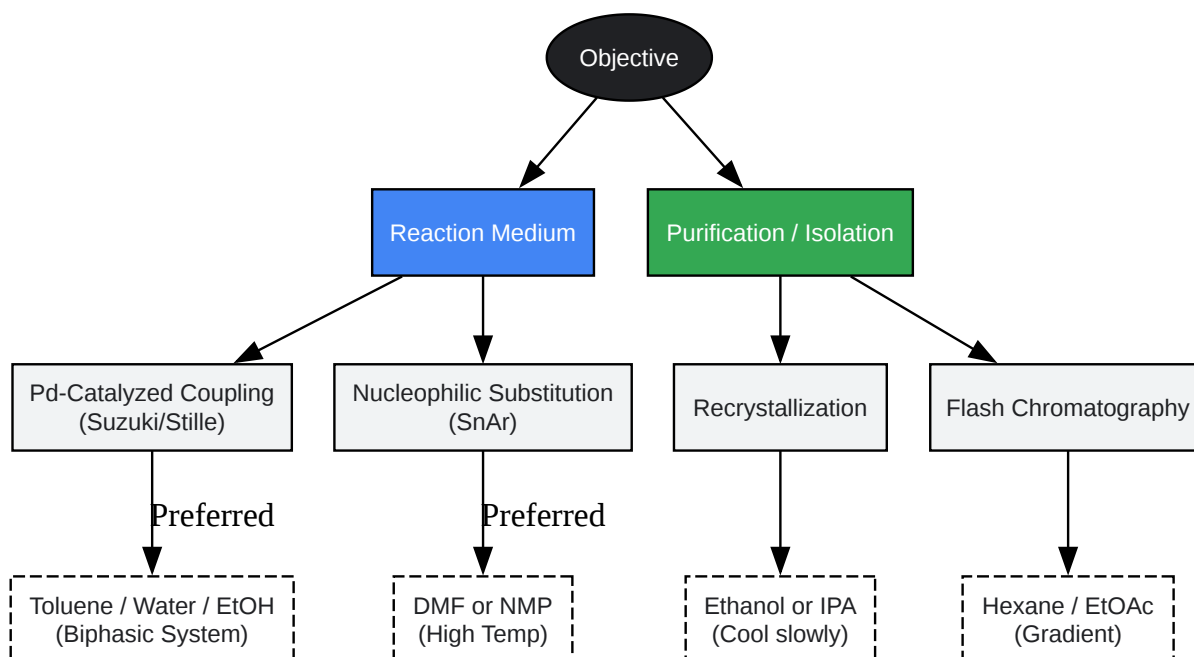 Objective
Reaction Medium
Purification / Isolation
Pd-Catalyzed Coupling
(Suzuki/Stille)
Nucleophilic Substitution
(SnAr)
Recrystallization
Flash Chromatography
Preferred
Preferred
Toluene / Water / EtOH
(Biphasic System)
DMF or NMP
(High Temp)
Ethanol or IPA
(Cool slowly)
Hexane / EtOAc
(Gradient)